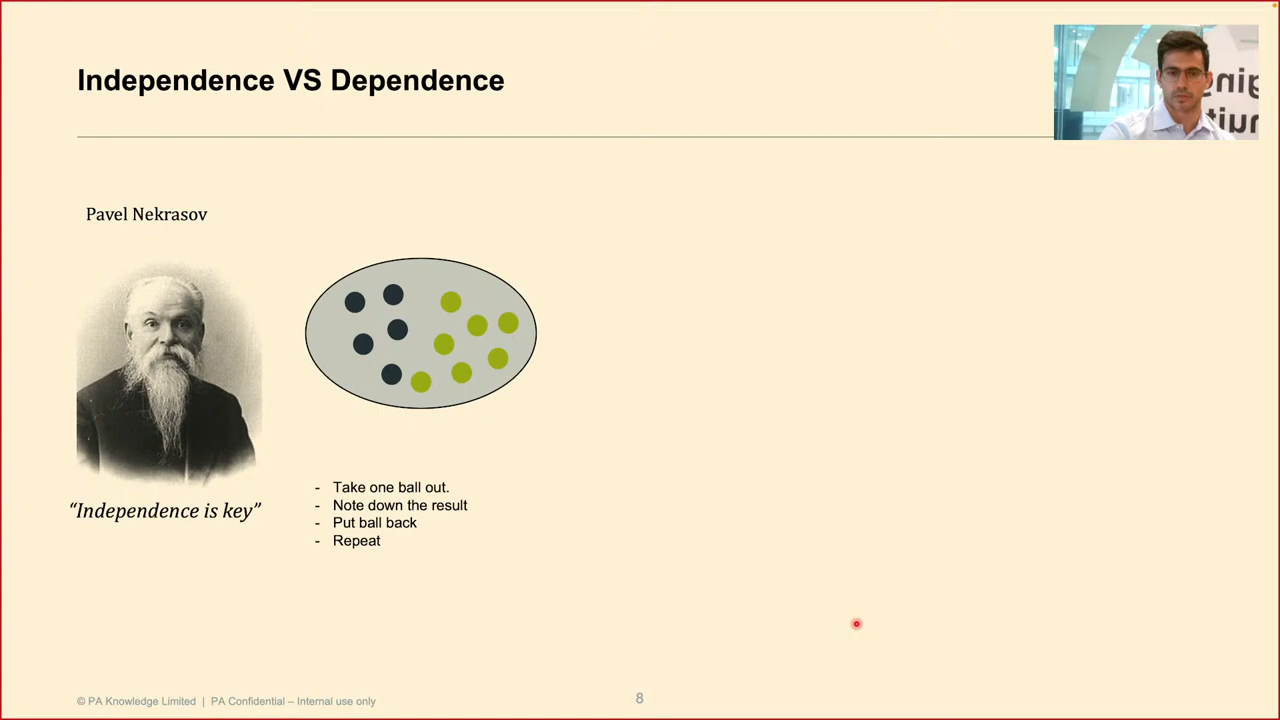 Independence VS Dependence
Pavel Nekrasov
“Independence is key”
- Take one ball out.
- Note down the result
- Put ball back
- Repeat
© PA Knowledge Limited | PA Confidential – Internal use only
8